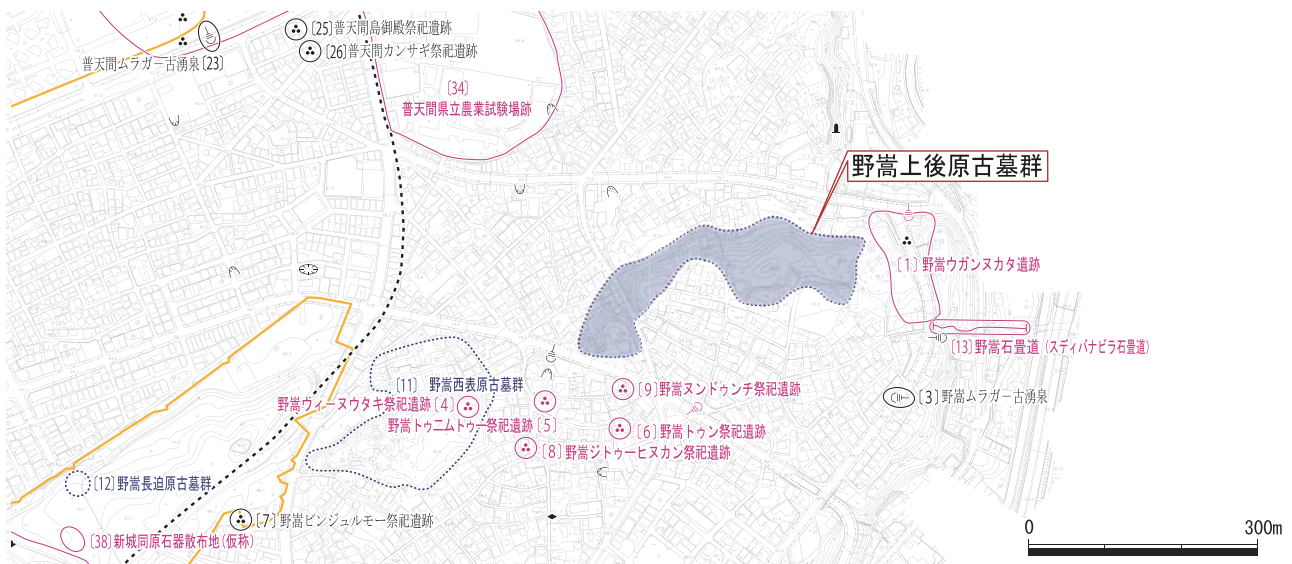 〔25〕普天間島御殿祭祀遺跡
〔26〕普天間カンサギ祭祀遺跡
普天間ムラガー古湧泉〔23〕
〔34〕
普天間県立農業試験場跡
野嵩上後原古墓群
〔1〕野嵩ウガンヌカタ遺跡
〔13〕野嵩石畳道（スディバナビラ石畳道）
〔3〕野嵩ムラガー古湧泉
〔11〕 野嵩西表原古墓群
〔9〕野嵩ヌンドゥンチ祭祀遺跡
野嵩ヴィーヌウタキ祭祀遺跡〔4〕
野嵩トゥニムトゥー祭祀遺跡〔5〕
〔6〕野嵩トゥン祭祀遺跡
〔8〕野嵩ジトゥーヒヌカン祭祀遺跡
〔12〕野嵩長迫原古墓群
〔7〕野嵩ビンジュルモー祭祀遺跡
〔38〕新城同原石器散布地（仮称）
0 300m